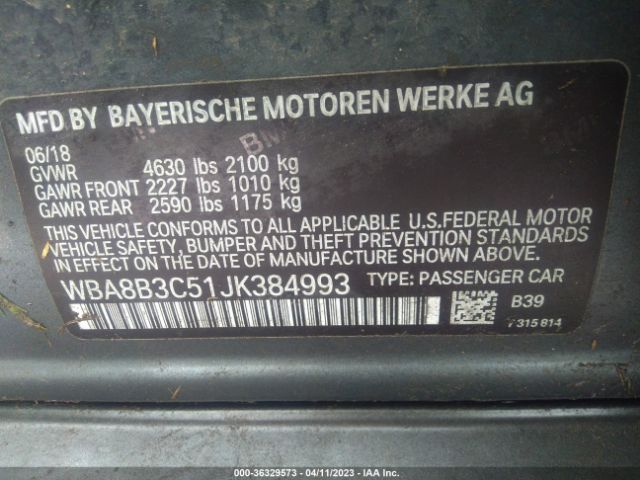 MFD BY BAYERISCHE MOTOREN WERKE AG
06/18
GVWR 4630 lbs 2100 kg
GAWR FRONT 2227 lbs 1010 kg
GAWR REAR 2590 lbs 1175 kg
THIS VEHICLE CONFORMS TO ALL APPLICABLE U.S.FEDERAL MOTOR
VEHICLE SAFETY, BUMPER AND THEFT PREVENTION STANDARDS
IN EFFECT ON THE DATE OF MANUFACTURE SHOWN ABOVE.
WBA8B3C51JK384993 TYPE: PASSENGER CAR
B39
7315814
000-36329573 - 04/11/2023 - IAA Inc.